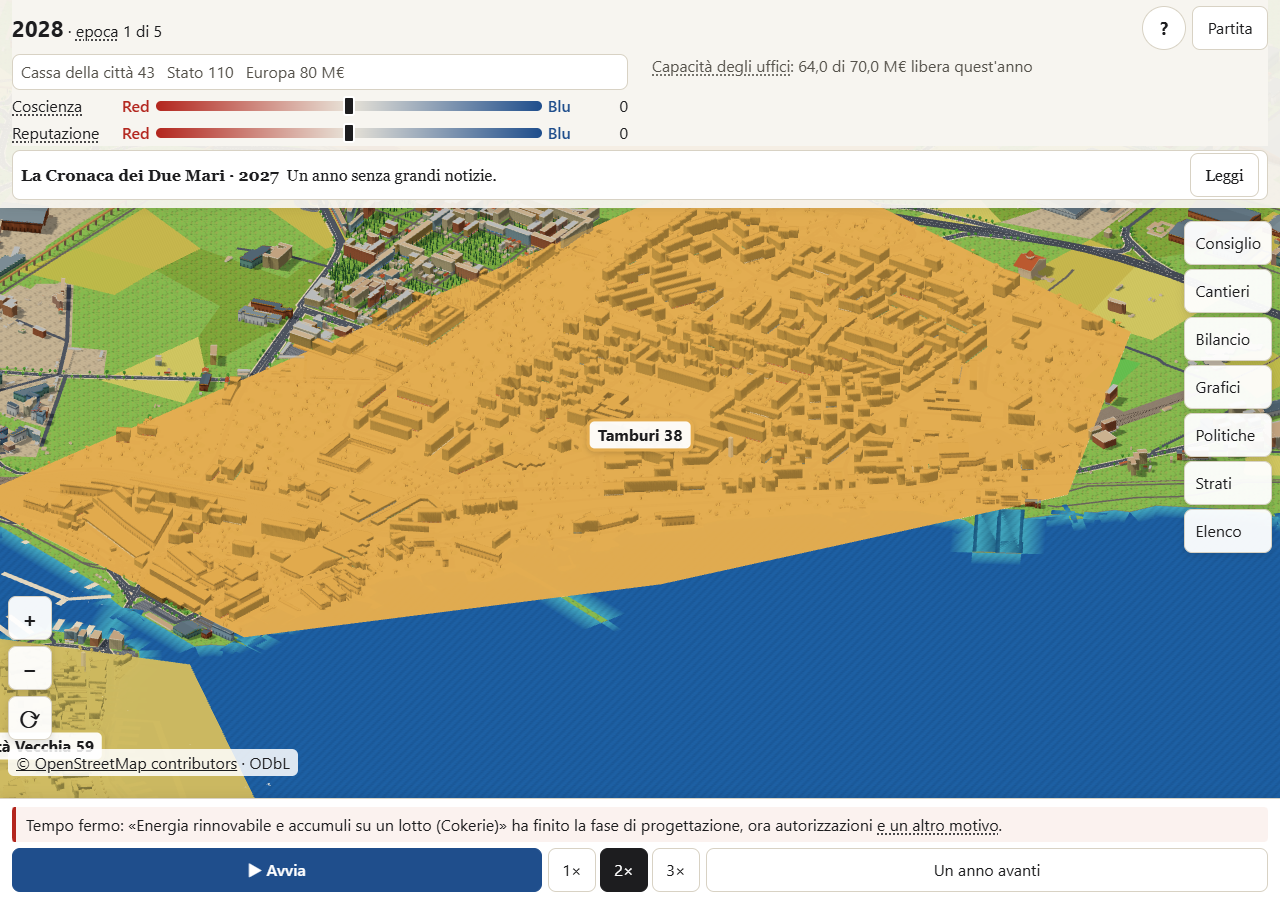 2028 · epoca 1 di 5
?
Partita
Cassa della città 43 Stato 110 Europa 80 M€
Capacità degli uffici: 64,0 di 70,0 M€ libera quest'anno
Coscienza Red Blu 0
Reputazione Red Blu 0
La Cronaca dei Due Mari · 2027 Un anno senza grandi notizie.
Leggi
Consiglio
Cantieri
Bilancio
Grafici
Politiche
Strati
Elenco
Tamburi 38
+
−
à Vecchia 59
© OpenStreetMap contributors · ODbL
Tempo fermo: «Energia rinnovabile e accumuli su un lotto (Cokerie)» ha finito la fase di progettazione, ora autorizzazioni e un altro motivo.
▶ Avvia
1×
2×
3×
Un anno avanti